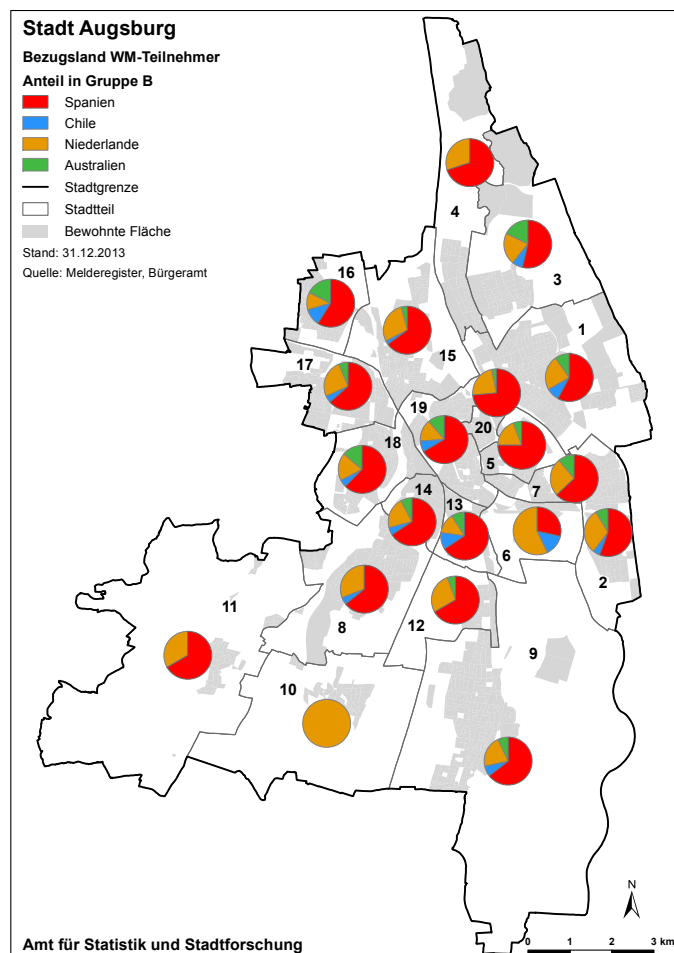 Stadt Augsburg
Bezugsland WM-Teilnehmer
Anteil in Gruppe B
Spanien
Chile
Niederlande
Australien
Stadtgrenze
Stadtteil
Bewohnte Fläche
Stand: 31.12.2013
Quelle: Melderegister, Bürgeramt
4
3
16
1
15
17
19
20
18
5
7
14
13
6
2
11
8
12
9
10
N
Amt für Statistik und Stadtforschung
0 1 2 3 km